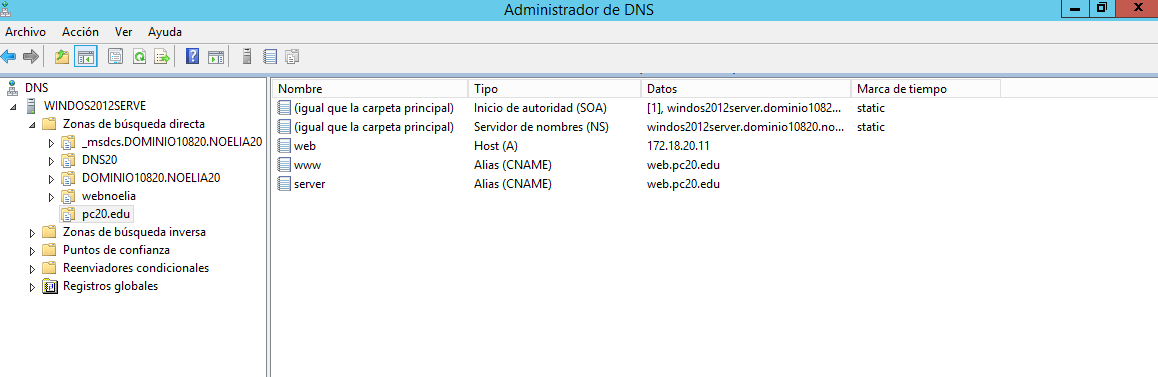 Administrador de DNS
Archivo Acción Ver Ayuda
DNS
WINDOS2012SERVE
Zonas de búsqueda directa
_msdcs.DOMINIO10820.NOELIA20
DNS20
DOMINIO10820.NOELIA20
webnoelia
pc20.edu
Zonas de búsqueda inversa
Puntos de confianza
Reenviadores condicionales
Registros globales
Nombre Tipo Datos Marca de tiempo
(igual que la carpeta principal) Inicio de autoridad (SOA) [1], windos2012server.dominio1082... static
(igual que la carpeta principal) Servidor de nombres (NS) windos2012server.dominio10820.no... static
web Host (A) 172.18.20.11
www Alias (CNAME) web.pc20.edu
server Alias (CNAME) web.pc20.edu